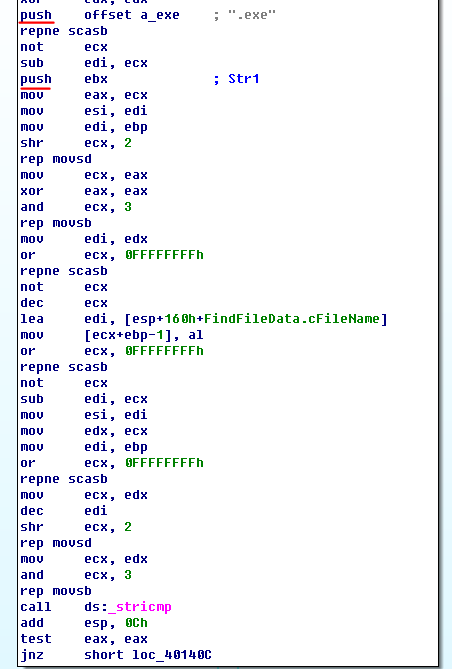 push offset a_exe ; ".exe"
repne scasb
not ecx
sub edi, ecx
push ebx ; Str1
mov eax, ecx
mov esi, edi
mov edi, ebp
shr ecx, 2
rep movsd
mov ecx, eax
xor eax, eax
and ecx, 3
rep movsb
mov edi, edx
or ecx, 0FFFFFFFFh
repne scasb
not ecx
dec ecx
lea edi, [esp+160h+FindFileData.cFileName]
mov [ecx+ebp-1], al
or ecx, 0FFFFFFFFh
repne scasb
not ecx
sub edi, ecx
mov esi, edi
mov edx, ecx
mov edi, ebp
or ecx, 0FFFFFFFFh
repne scasb
mov ecx, edx
dec edi
shr ecx, 2
rep movsd
mov ecx, edx
and ecx, 3
rep movsb
call ds:_stricmp
add esp, 0Ch
test eax, eax
jnz short loc_40140C